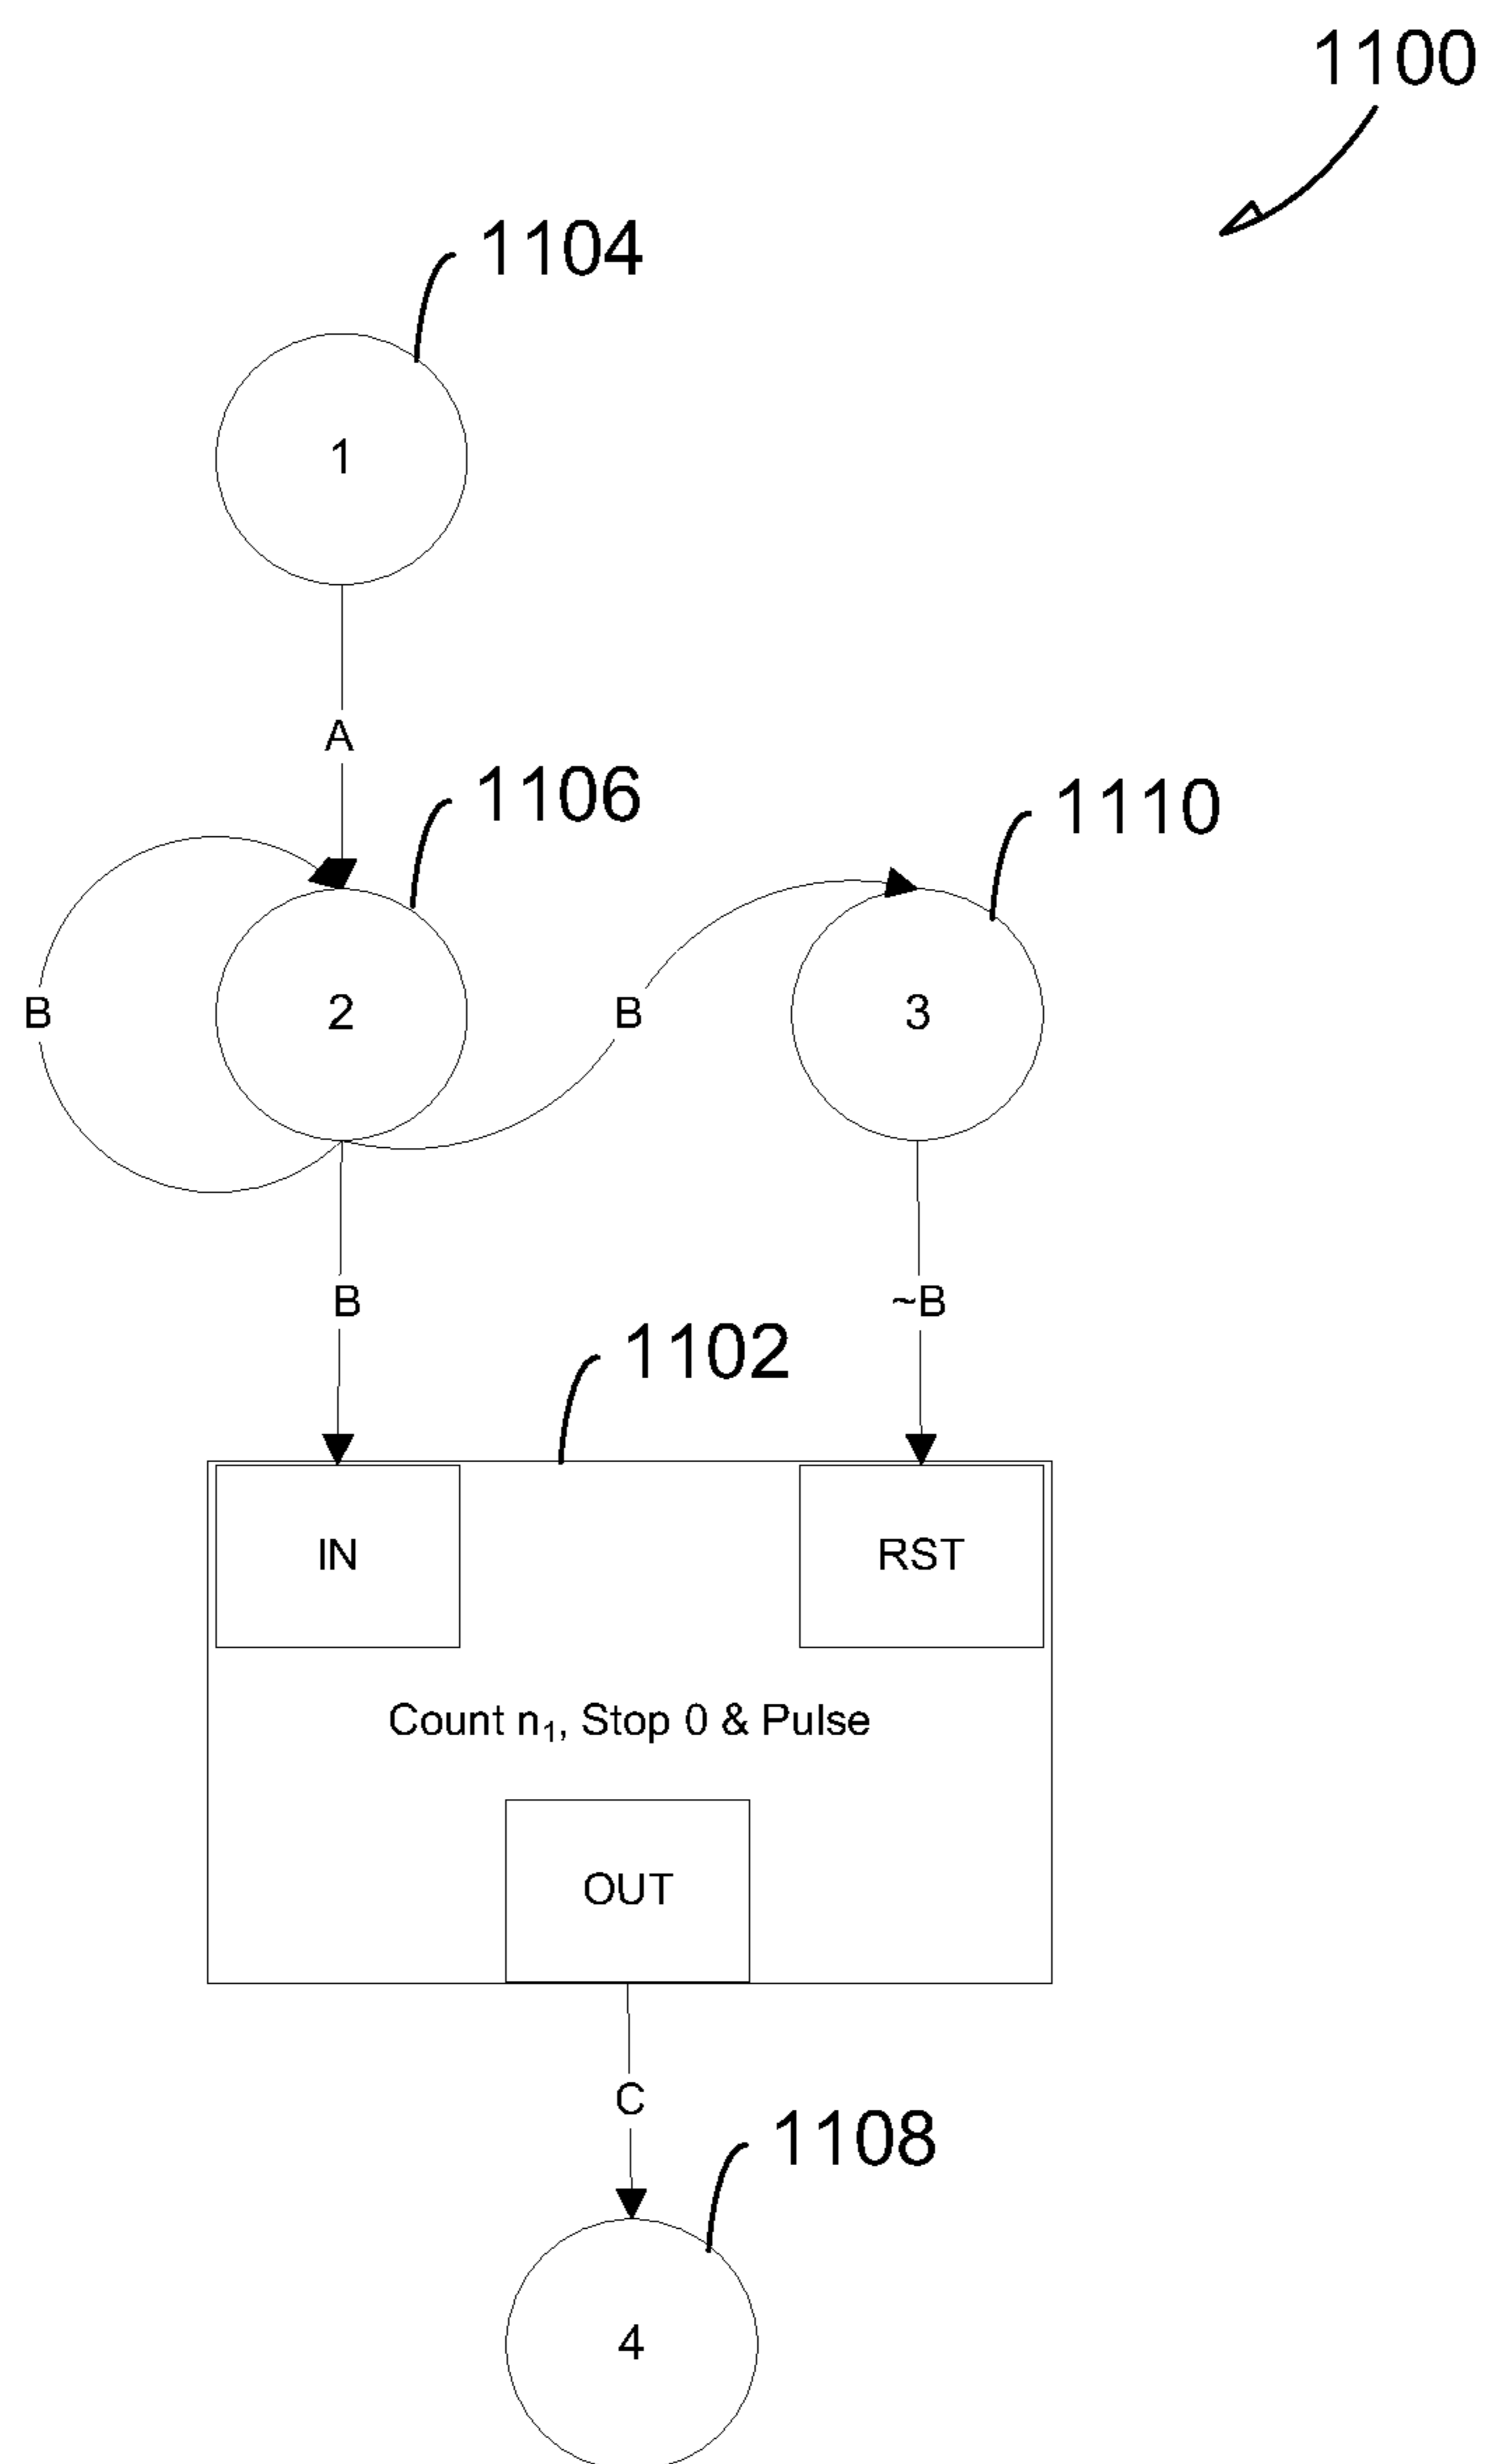 1100
1104
1
A
1106
1110
B
2
B
3
B
~B
1102
IN
RST
Count n₁, Stop 0 & Pulse
OUT
C
1108
4